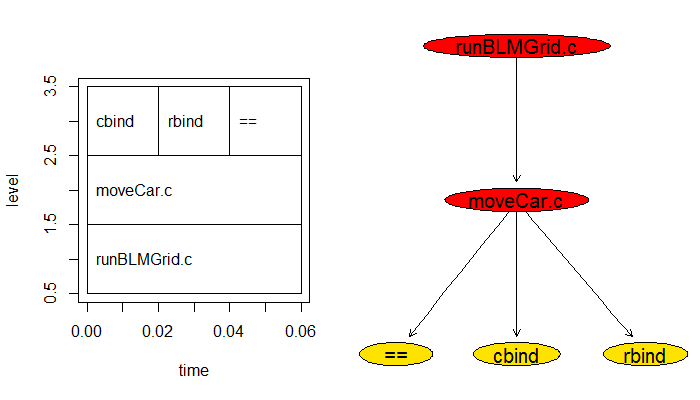 runBLMGrid.c
3.5
cbind rbind ==
2.5
level
moveCar.c
moveCar.c
1.5
runBLMGrid.c
0.5
0.00 0.02 0.04 0.06
== cbind rbind
time